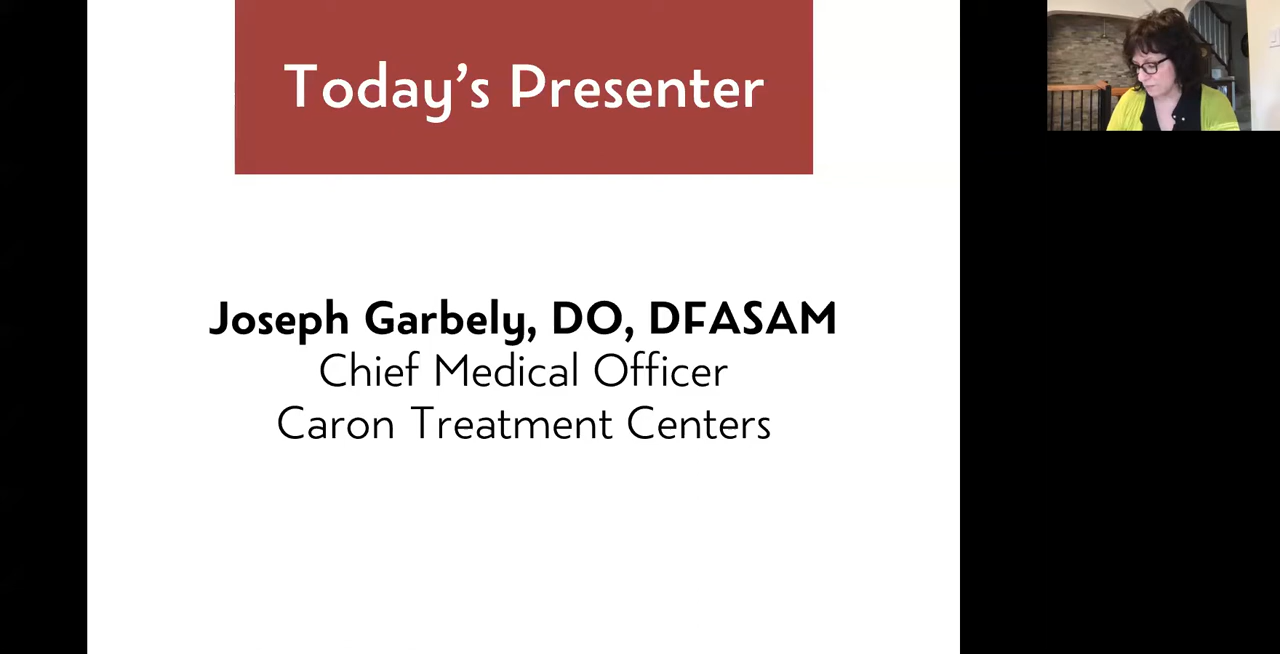 Today’s Presenter
Joseph Garbely, DO, DFASAM
Chief Medical Officer
Caron Treatment Centers